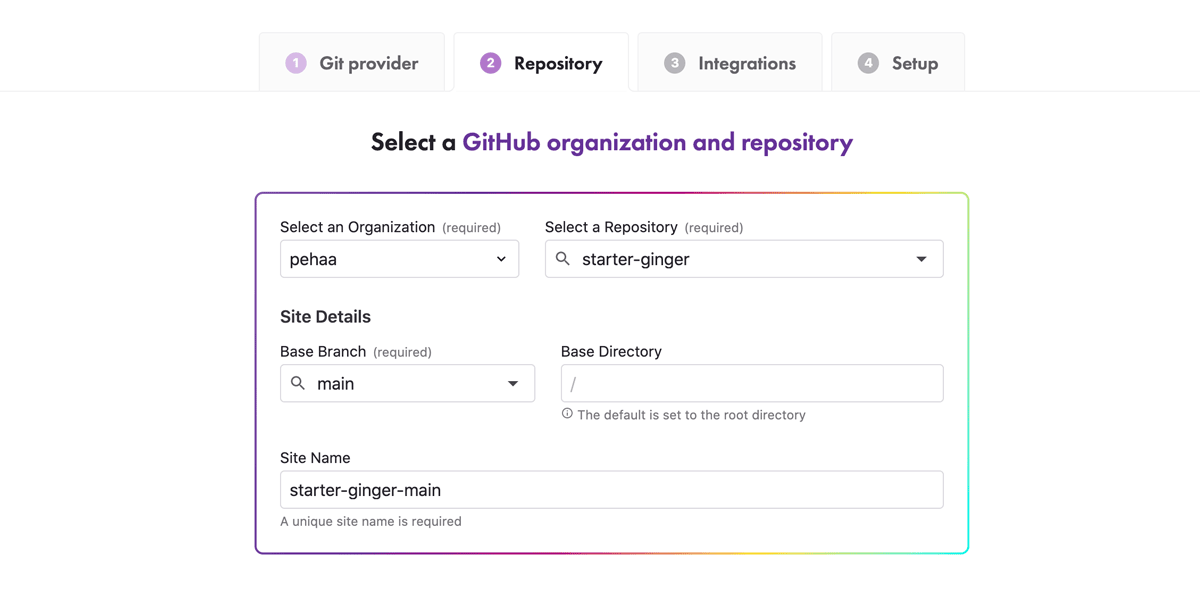 1 Git provider 2 Repository 3 Integrations 4 Setup
Select a GitHub organization and repository
Select an Organization (required) Select a Repository (required)
pehaa starter-ginger
Site Details
Base Branch (required) Base Directory
main /
The default is set to the root directory
Site Name
starter-ginger-main
A unique site name is required